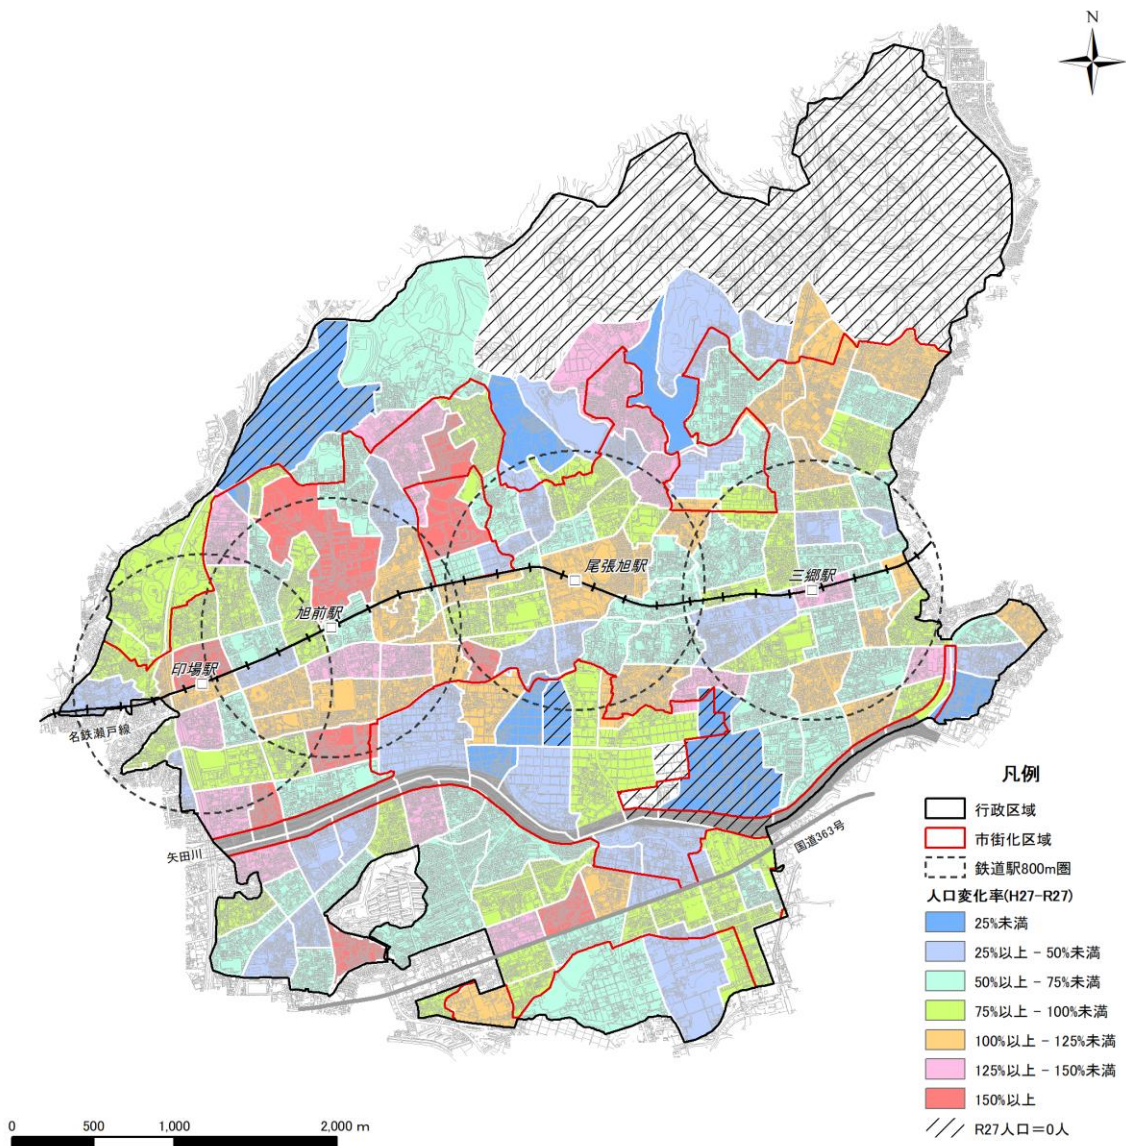 N
尾張旭駅
三郷駅
旭前駅
印場駅
名鉄瀬戸線
矢田川
国道363号
凡例
行政区域
市街化区域
鉄道駅800m圏
人口変化率(H27-R27)
25%未満
25%以上 - 50%未満
50%以上 - 75%未満
75%以上 - 100%未満
100%以上 - 125%未満
125%以上 - 150%未満
150%以上
R27人口=0人
0 500 1,000 2,000 m